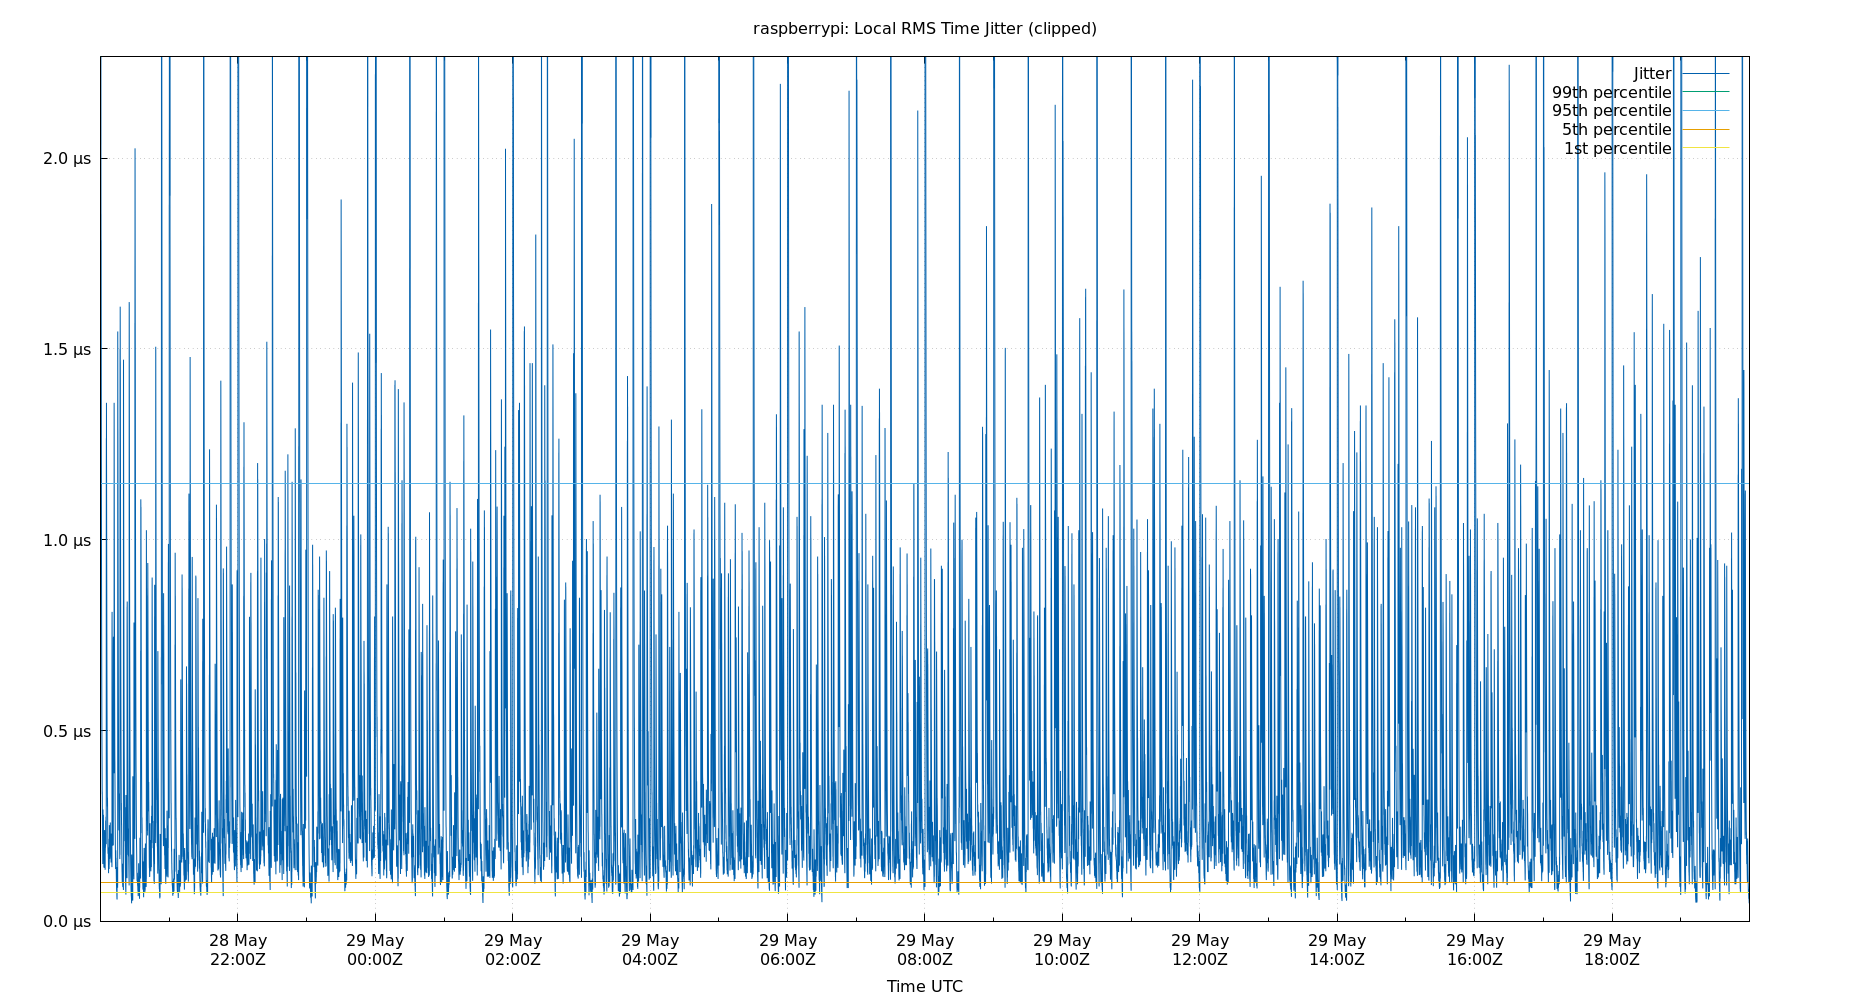 raspberrypi: Local RMS Time Jitter (clipped)
Jitter
99th percentile
95th percentile
5th percentile
1st percentile
2.0 µs
1.5 µs
1.0 µs
0.5 µs
0.0 µs
28 May 29 May 29 May 29 May 29 May 29 May 29 May 29 May 29 May 29 May 29 May
22:00Z 00:00Z 02:00Z 04:00Z 06:00Z 08:00Z 10:00Z 12:00Z 14:00Z 16:00Z 18:00Z
Time UTC